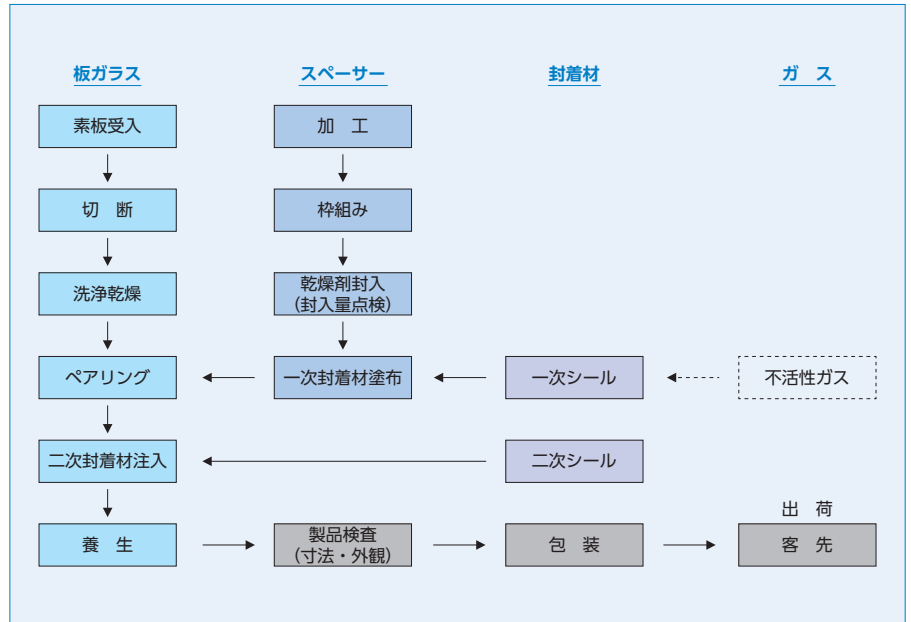 板ガラス
スペーサー
封着材
ガ　ス
素板受入
加　工
切　断
枠組み
洗浄乾燥
乾燥剤封入
(封入量点検)
ペアリング
一次封着材塗布
一次シール
不活性ガス
二次封着材注入
二次シール
出　荷
養　生
製品検査
(寸法・外観)
包　装
客　先